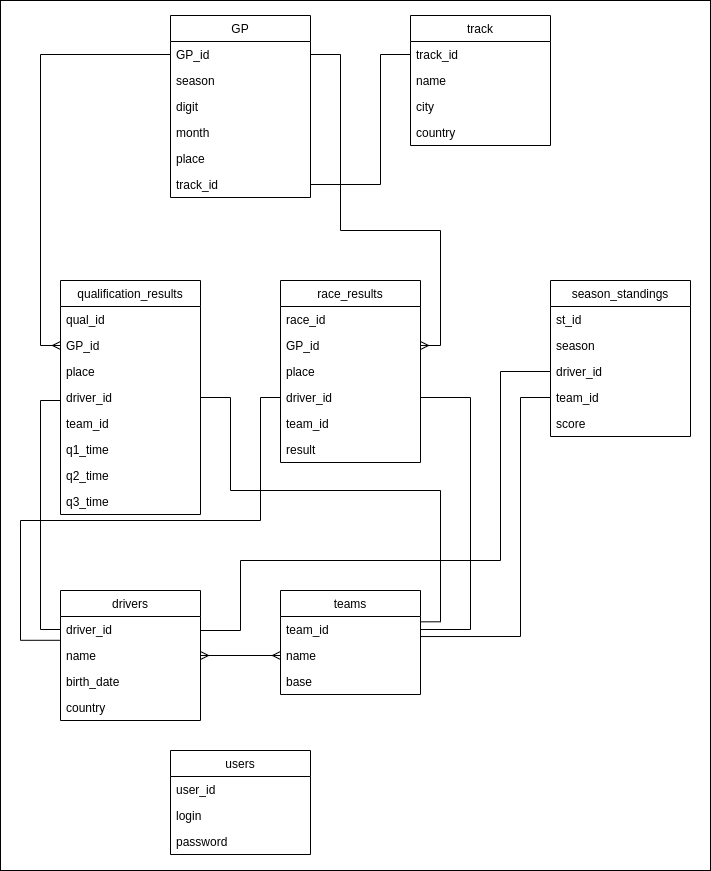 GP
GP_id
season
digit
month
place
track_id
track
track_id
name
city
country
qualification_results
qual_id
GP_id
place
driver_id
team_id
q1_time
q2_time
q3_time
race_results
race_id
GP_id
place
driver_id
team_id
result
season_standings
st_id
season
driver_id
team_id
score
drivers
driver_id
name
birth_date
country
teams
team_id
name
base
users
user_id
login
password